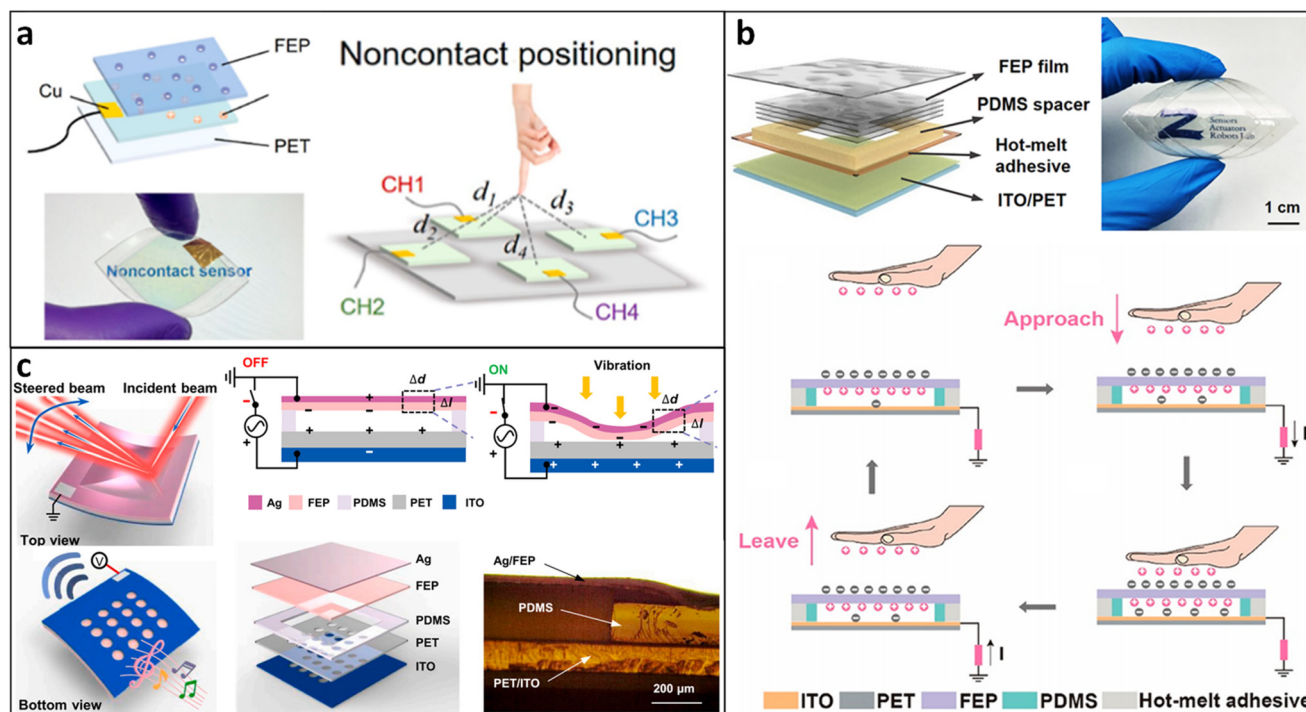 a
FEP
Cu
PET
Noncontact positioning
CH1
d1
d2
d3
d4
CH3
CH2
CH4
Noncontact sensor
b
FEP film
PDMS spacer
Hot-melt adhesive
ITO/PET
Sensors
Actuators
Robots Lab
1 cm
Approach
I
Leave
I
ITO PET FEP PDMS Hot-melt adhesive
c
Steered beam
Incident beam
Top view
OFF
Δd
Δl
ON
Vibration
Δd
Δl
Ag FEP PDMS PET ITO
V
Bottom view
Ag
FEP
PDMS
PET
ITO
Ag/FEP
PDMS
PET/ITO
200 μm